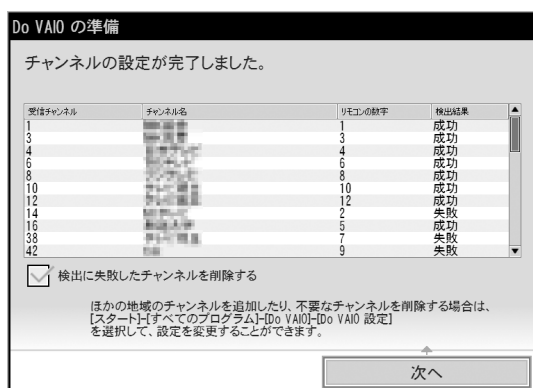 Do VAIO の準備
チャンネルの設定が完了しました。
受信チャンネル チャンネル名 リモコンの数字 検出結果
1 1 成功
3 3 成功
4 4 成功
6 6 成功
8 8 成功
10 10 成功
12 12 成功
14 2 失敗
16 5 成功
38 7 失敗
42 9 失敗
検出に失敗したチャンネルを削除する
ほかの地域のチャンネルを追加したり、不要なチャンネルを削除する場合は、
[スタート]-[すべてのプログラム]-[Do VAIO]-[Do VAIO 設定]
を選択して、設定を変更することができます。
次へ